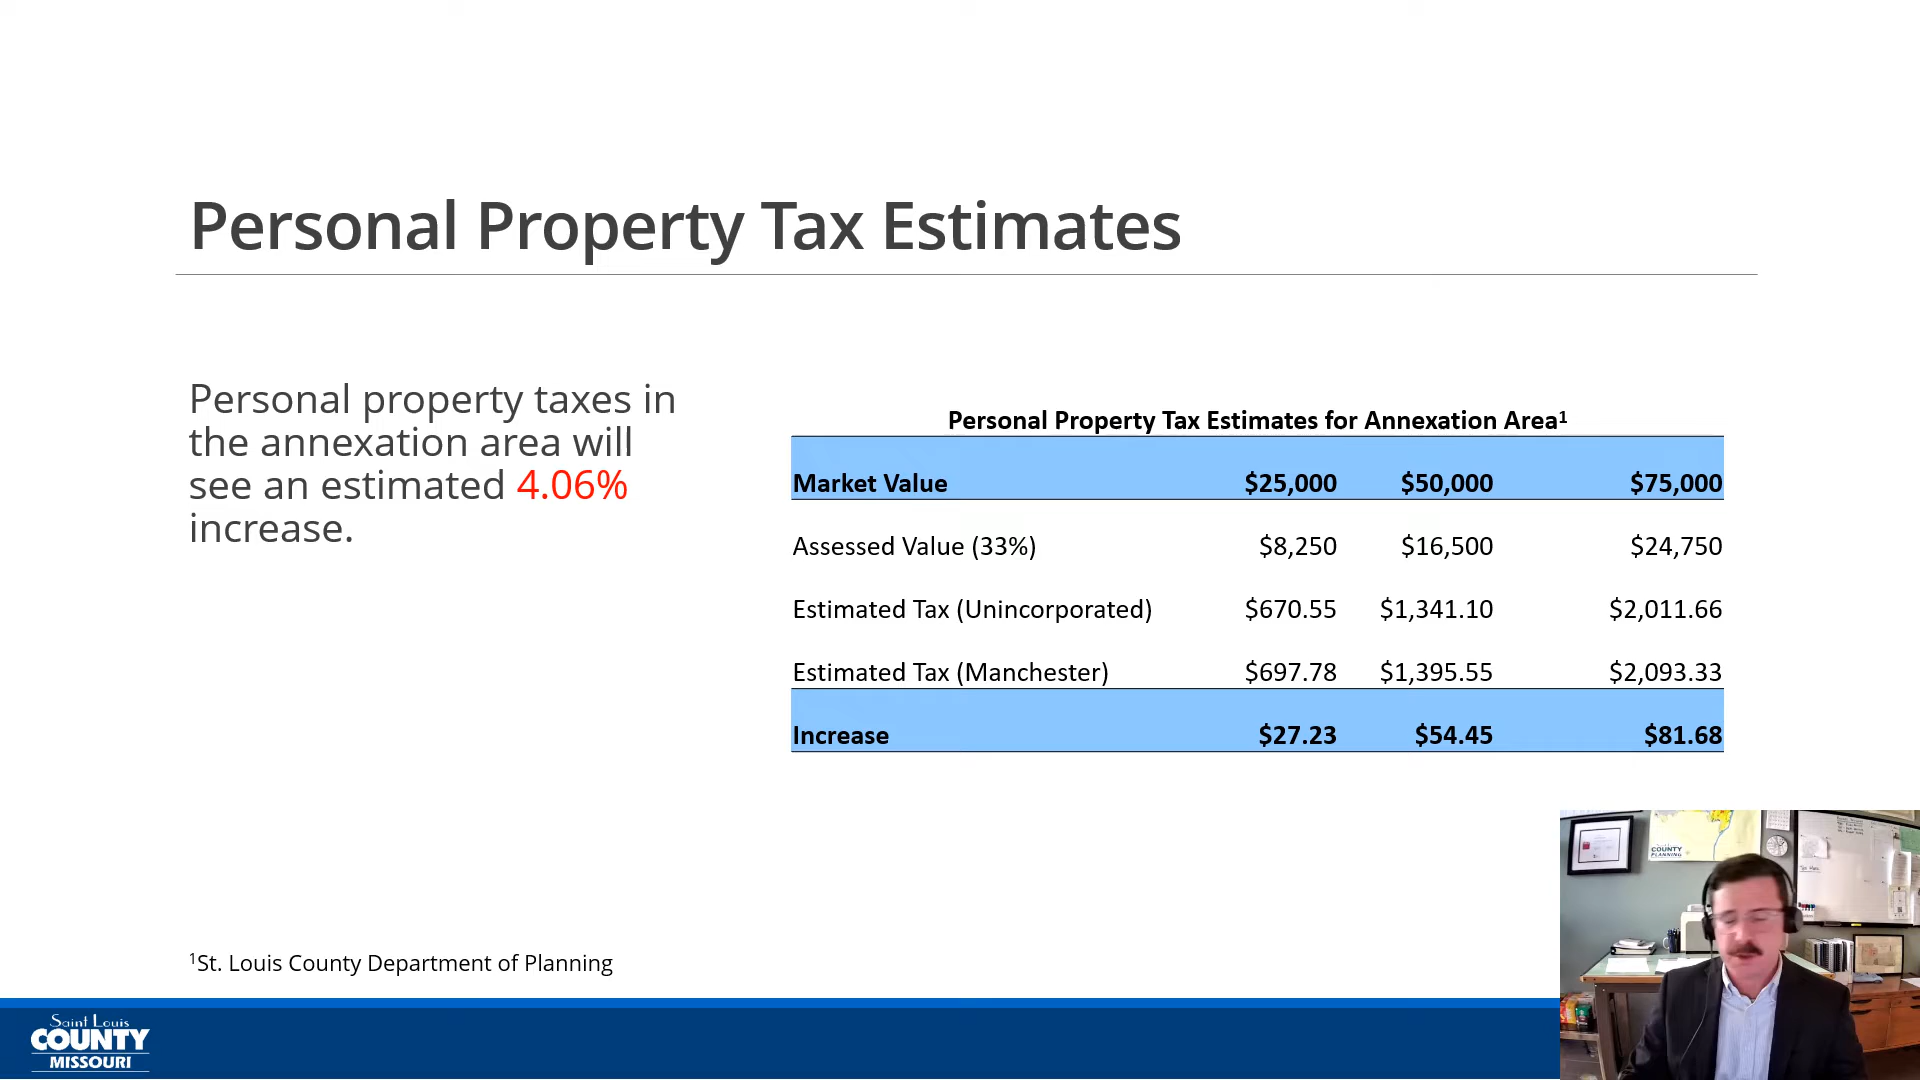 Personal Property Tax Estimates
Personal property taxes in
the annexation area will
see an estimated 4.06%
increase.
Personal Property Tax Estimates for Annexation Area¹
Market Value $25,000 $50,000 $75,000
Assessed Value (33%) $8,250 $16,500 $24,750
Estimated Tax (Unincorporated) $670.55 $1,341.10 $2,011.66
Estimated Tax (Manchester) $697.78 $1,395.55 $2,093.33
Increase $27.23 $54.45 $81.68
¹St. Louis County Department of Planning
Saint Louis
COUNTY
MISSOURI
COUNTY
PLANNING